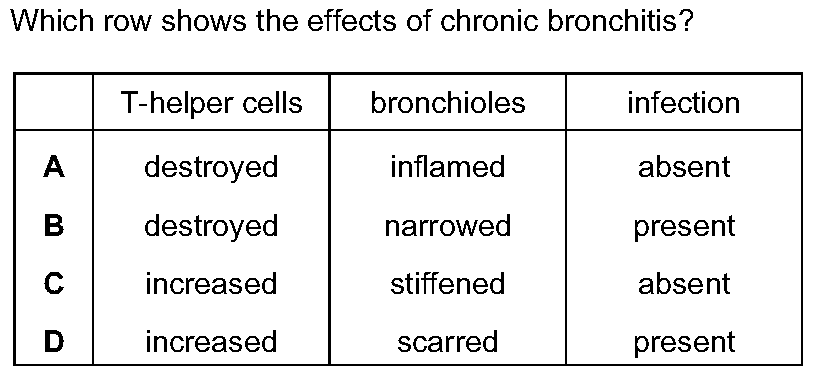 Which row shows the effects of chronic bronchitis?
T-helper cells bronchioles infection
A destroyed inflamed absent
B destroyed narrowed present
C increased stiffened absent
D increased scarred present